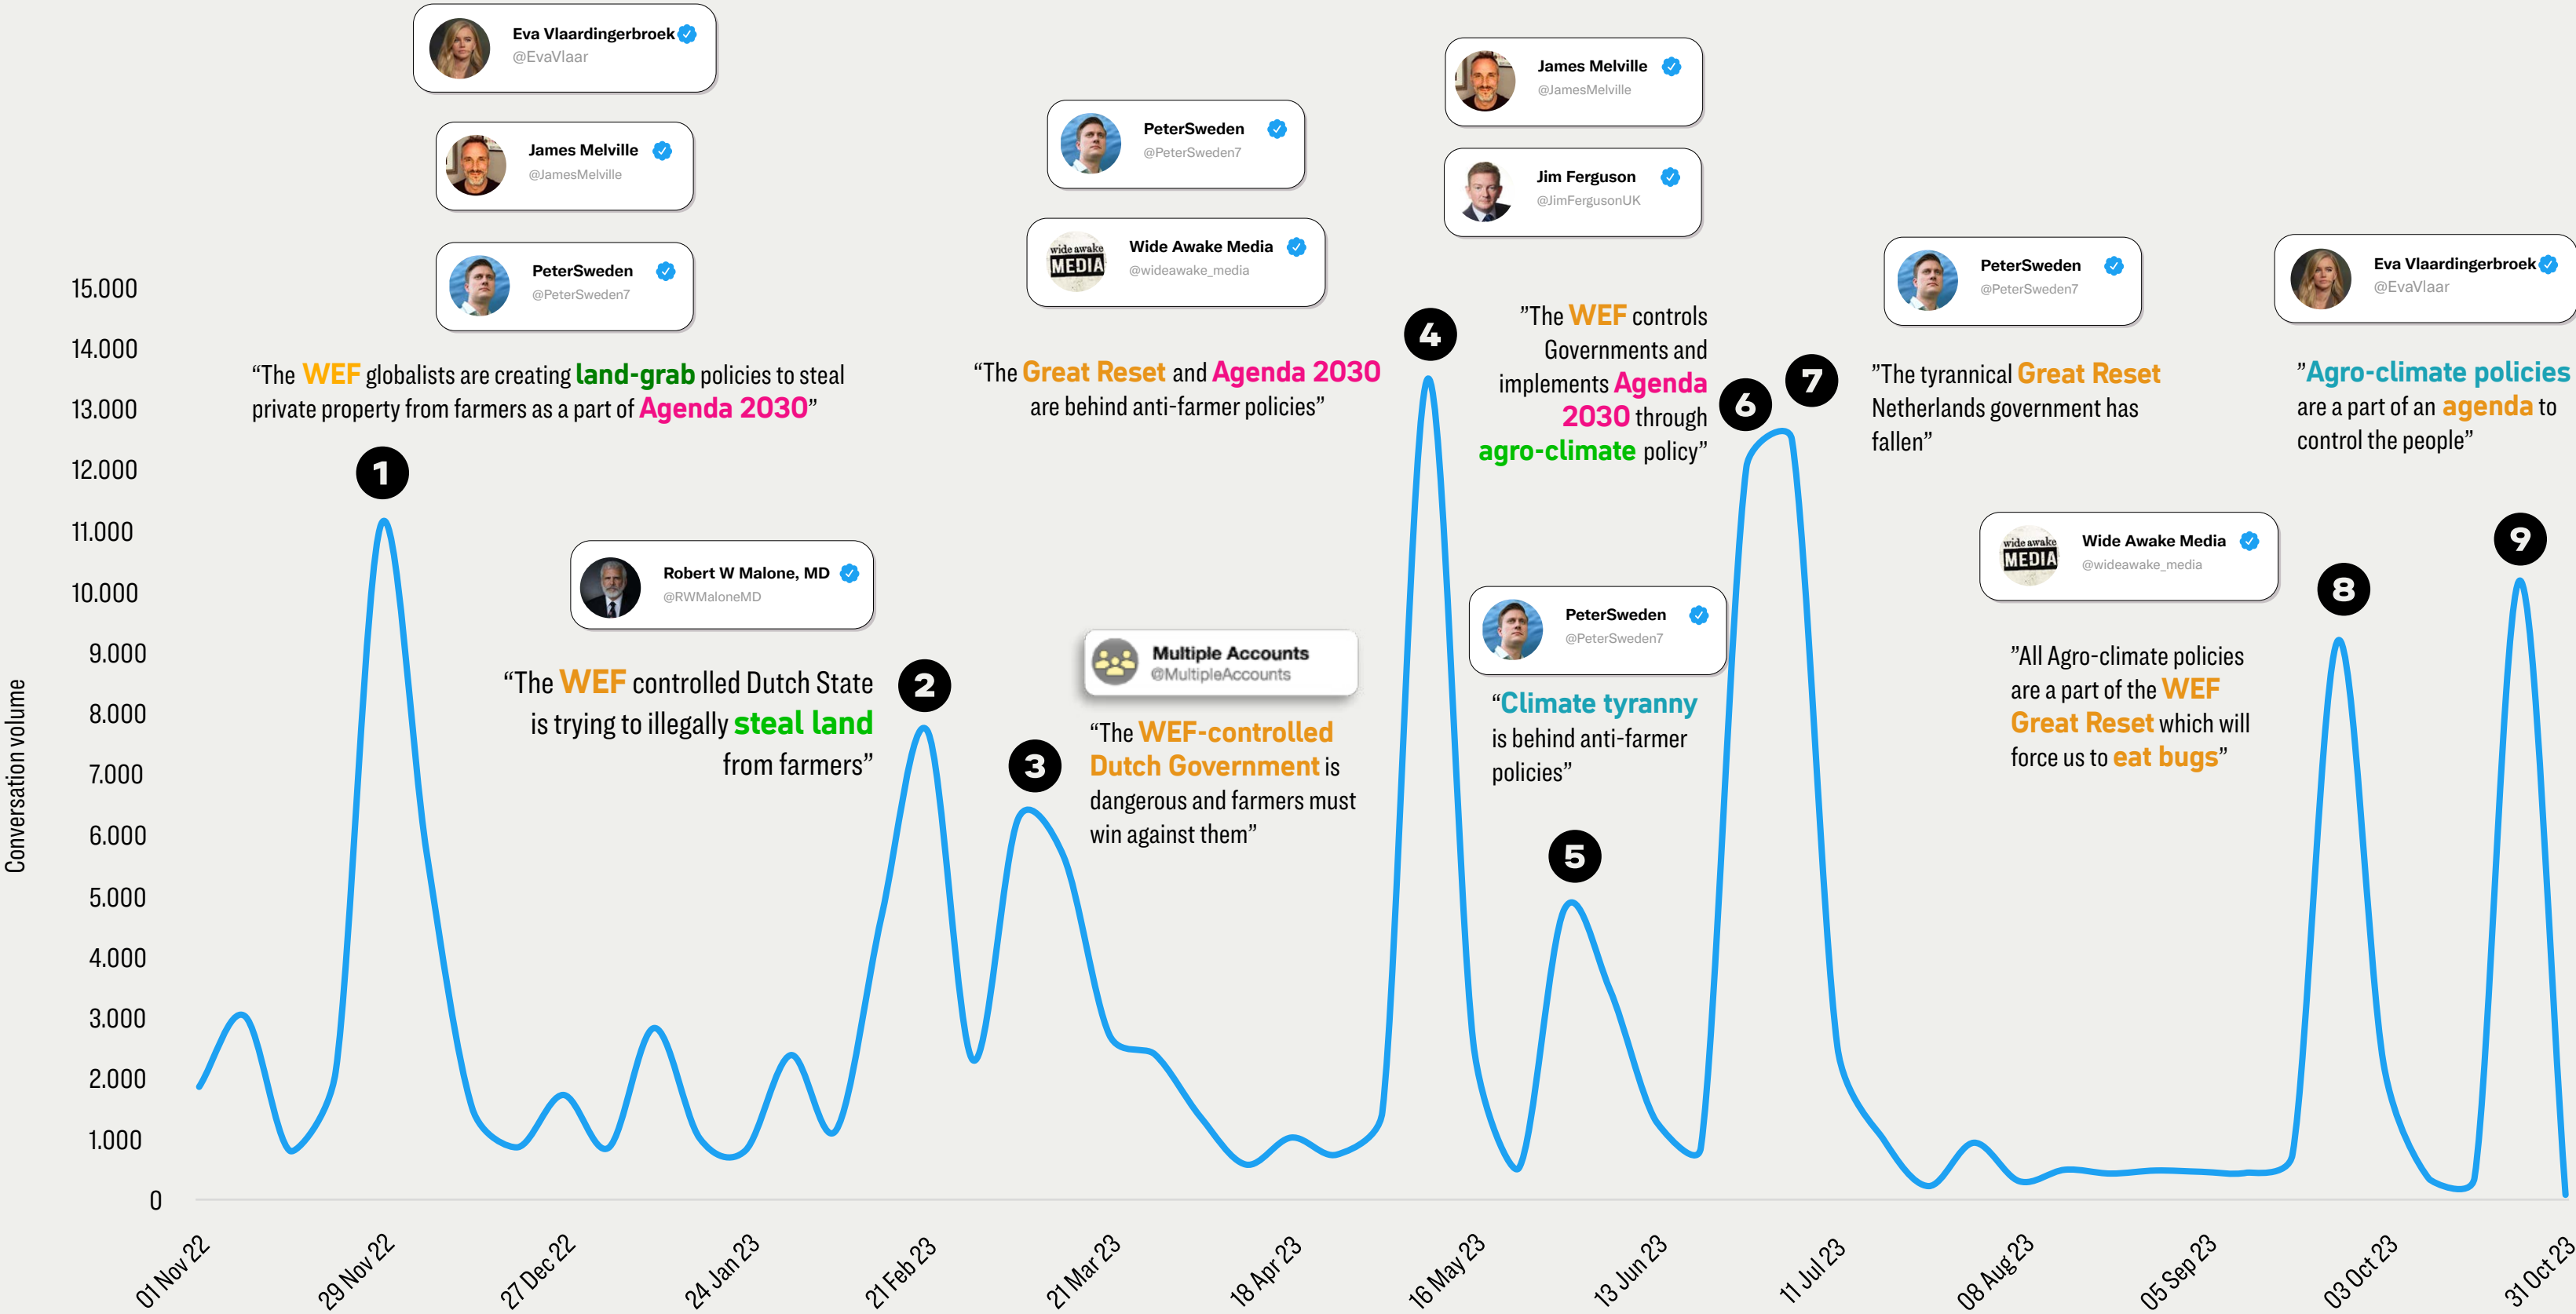 Eva Vlaardingerbroek
@EvaVlaar
James Melville
@JamesMelville
PeterSweden
@PeterSweden7
“The WEF globalists are creating land-grab policies to steal
private property from farmers as a part of Agenda 2030”
1
Robert W Malone, MD
@RWMaloneMD
“The WEF controlled Dutch State
is trying to illegally steal land
from farmers”
2
PeterSweden
@PeterSweden7
wide awake
MEDIA
Wide Awake Media
@wideawake_media
“The Great Reset and Agenda 2030
are behind anti-farmer policies”
3
Multiple Accounts
@MultipleAccounts
“The WEF-controlled
Dutch Government is
dangerous and farmers must
win against them”
James Melville
@JamesMelville
Jim Ferguson
@JimFergusonUK
4
”The WEF controls
Governments and
implements Agenda
2030 through
agro-climate policy”
PeterSweden
@PeterSweden7
“Climate tyranny
is behind anti-farmer
policies”
5
6
7
PeterSweden
@PeterSweden7
”The tyrannical Great Reset
Netherlands government has
fallen”
wide awake
MEDIA
Wide Awake Media
@wideawake_media
”All Agro-climate policies
are a part of the WEF
Great Reset which will
force us to eat bugs”
8
Eva Vlaardingerbroek
@EvaVlaar
”Agro-climate policies
are a part of an agenda to
control the people”
9
Conversation volume
15.000
14.000
13.000
12.000
11.000
10.000
9.000
8.000
7.000
6.000
5.000
4.000
3.000
2.000
1.000
0
01 Nov 22
29 Nov 22
27 Dec 22
24 Jan 23
21 Feb 23
21 Mar 23
18 Apr 23
16 May 23
13 Jun 23
11 Jul 23
08 Aug 23
05 Sep 23
03 Oct 23
31 Oct 23